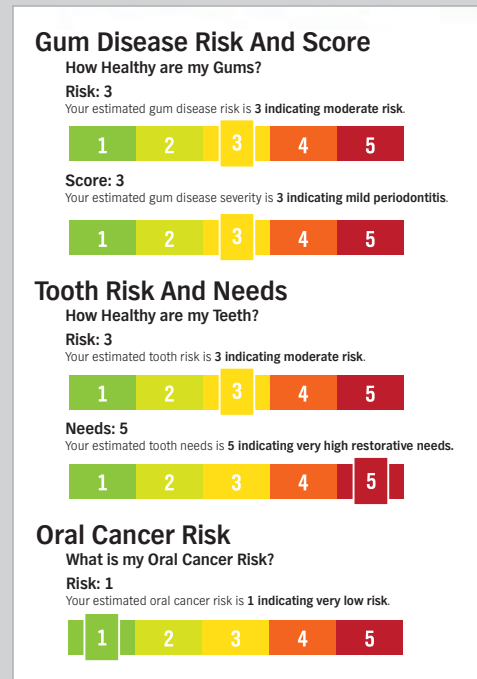 Gum Disease Risk And Score
How Healthy are my Gums?
Risk: 3
Your estimated gum disease risk is 3 indicating moderate risk.
1 2 3 4 5
Score: 3
Your estimated gum disease severity is 3 indicating mild periodontitis.
1 2 3 4 5
Tooth Risk And Needs
How Healthy are my Teeth?
Risk: 3
Your estimated tooth risk is 3 indicating moderate risk.
1 2 3 4 5
Needs: 5
Your estimated tooth needs is 5 indicating very high restorative needs.
1 2 3 4 5
Oral Cancer Risk
What is my Oral Cancer Risk?
Risk: 1
Your estimated oral cancer risk is 1 indicating very low risk.
1 2 3 4 5